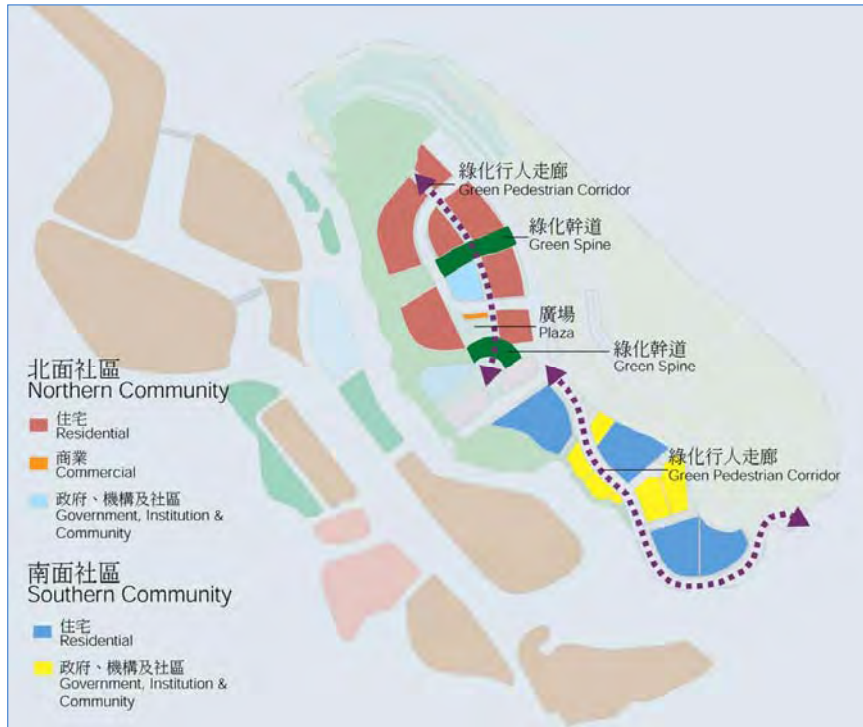 綠化行人走廊
Green Pedestrian Corridor
綠化幹道
Green Spine
廣場
Plaza
綠化幹道
Green Spine
綠化行人走廊
Green Pedestrian Corridor
北面社區
Northern Community
住宅
Residential
商業
Commercial
政府、機構及社區
Government, Institution &
Community
南面社區
Southern Community
住宅
Residential
政府、機構及社區
Government, Institution &
Community